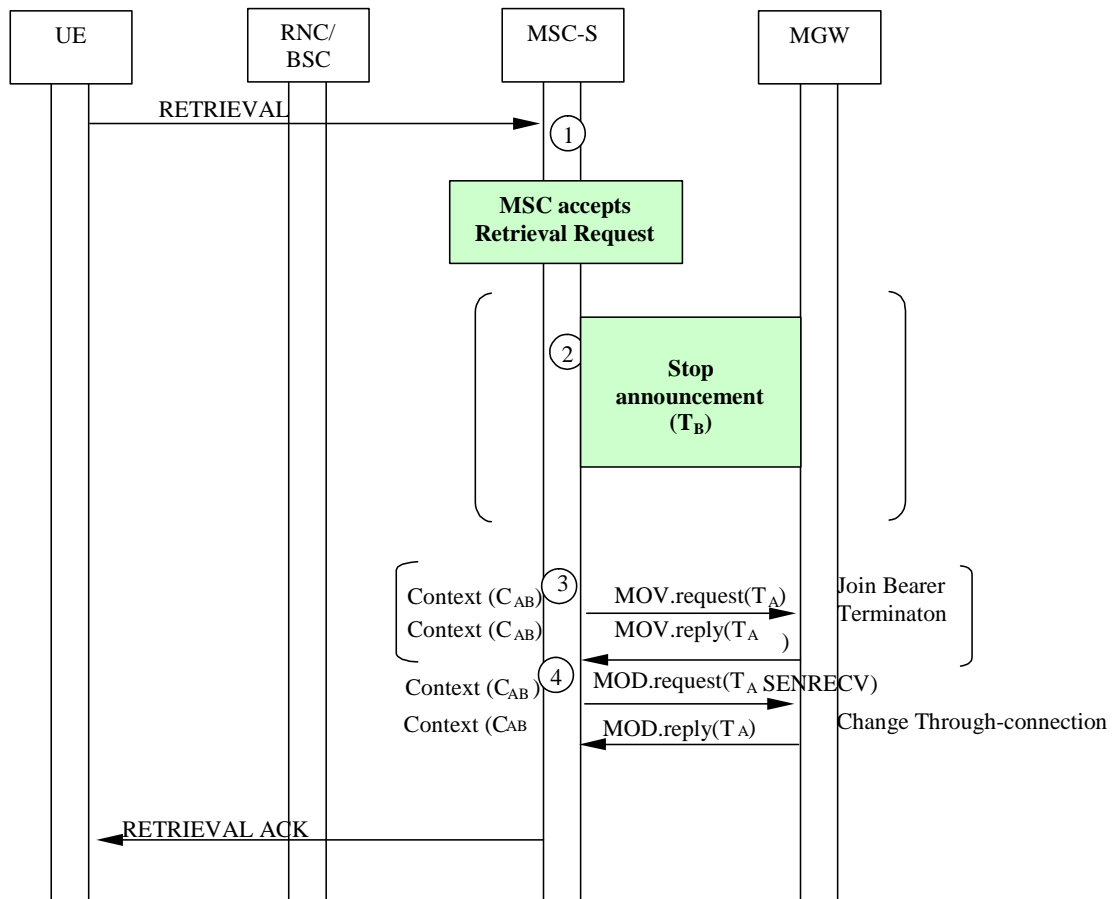 UE
RNC/
BSC
MSC-S
MGW
RETRIEVAL
1
MSC accepts
Retrieval Request
2
Stop
announcement
(TB)
3
Context (CAB)
MOV.request(TA)
Join Bearer
Terminaton
Context (CAB)
MOV.reply(TA )
4
Context (CAB)
MOD.request(TA SENRECV)
Context (CAB
MOD.reply(TA)
Change Through-connection
RETRIEVAL ACK